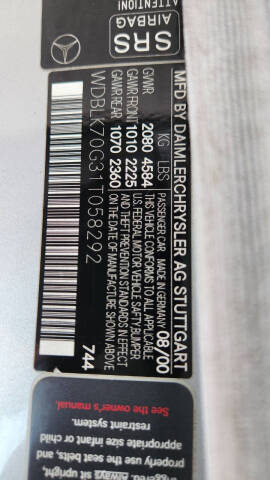 ATTENTION!
SRS
AIRBAG
MFD BY DAIMLERCHRYSLER AG STUTTGART
KG LBS
GVWR 2080 4584
GAWR FRONT 1010 2225
GAWR REAR 1070 2360
PASSENGER CAR MADE IN GERMANY 08/00
THIS VEHICLE CONFORMS TO ALL APPLICABLE
U.S. FEDERAL MOTOR VEHICLE SAFTY BUMPER
AND THEFT PREVENTION STANDARDS IN EFFECT
ON THE DATE OF MANUFACTURE SHOWN ABOVE
WDBLK70G31T058292
744
sit upright,
the seat belts, and
appropriate size infant or child
restraint system.
See the owner's manual.